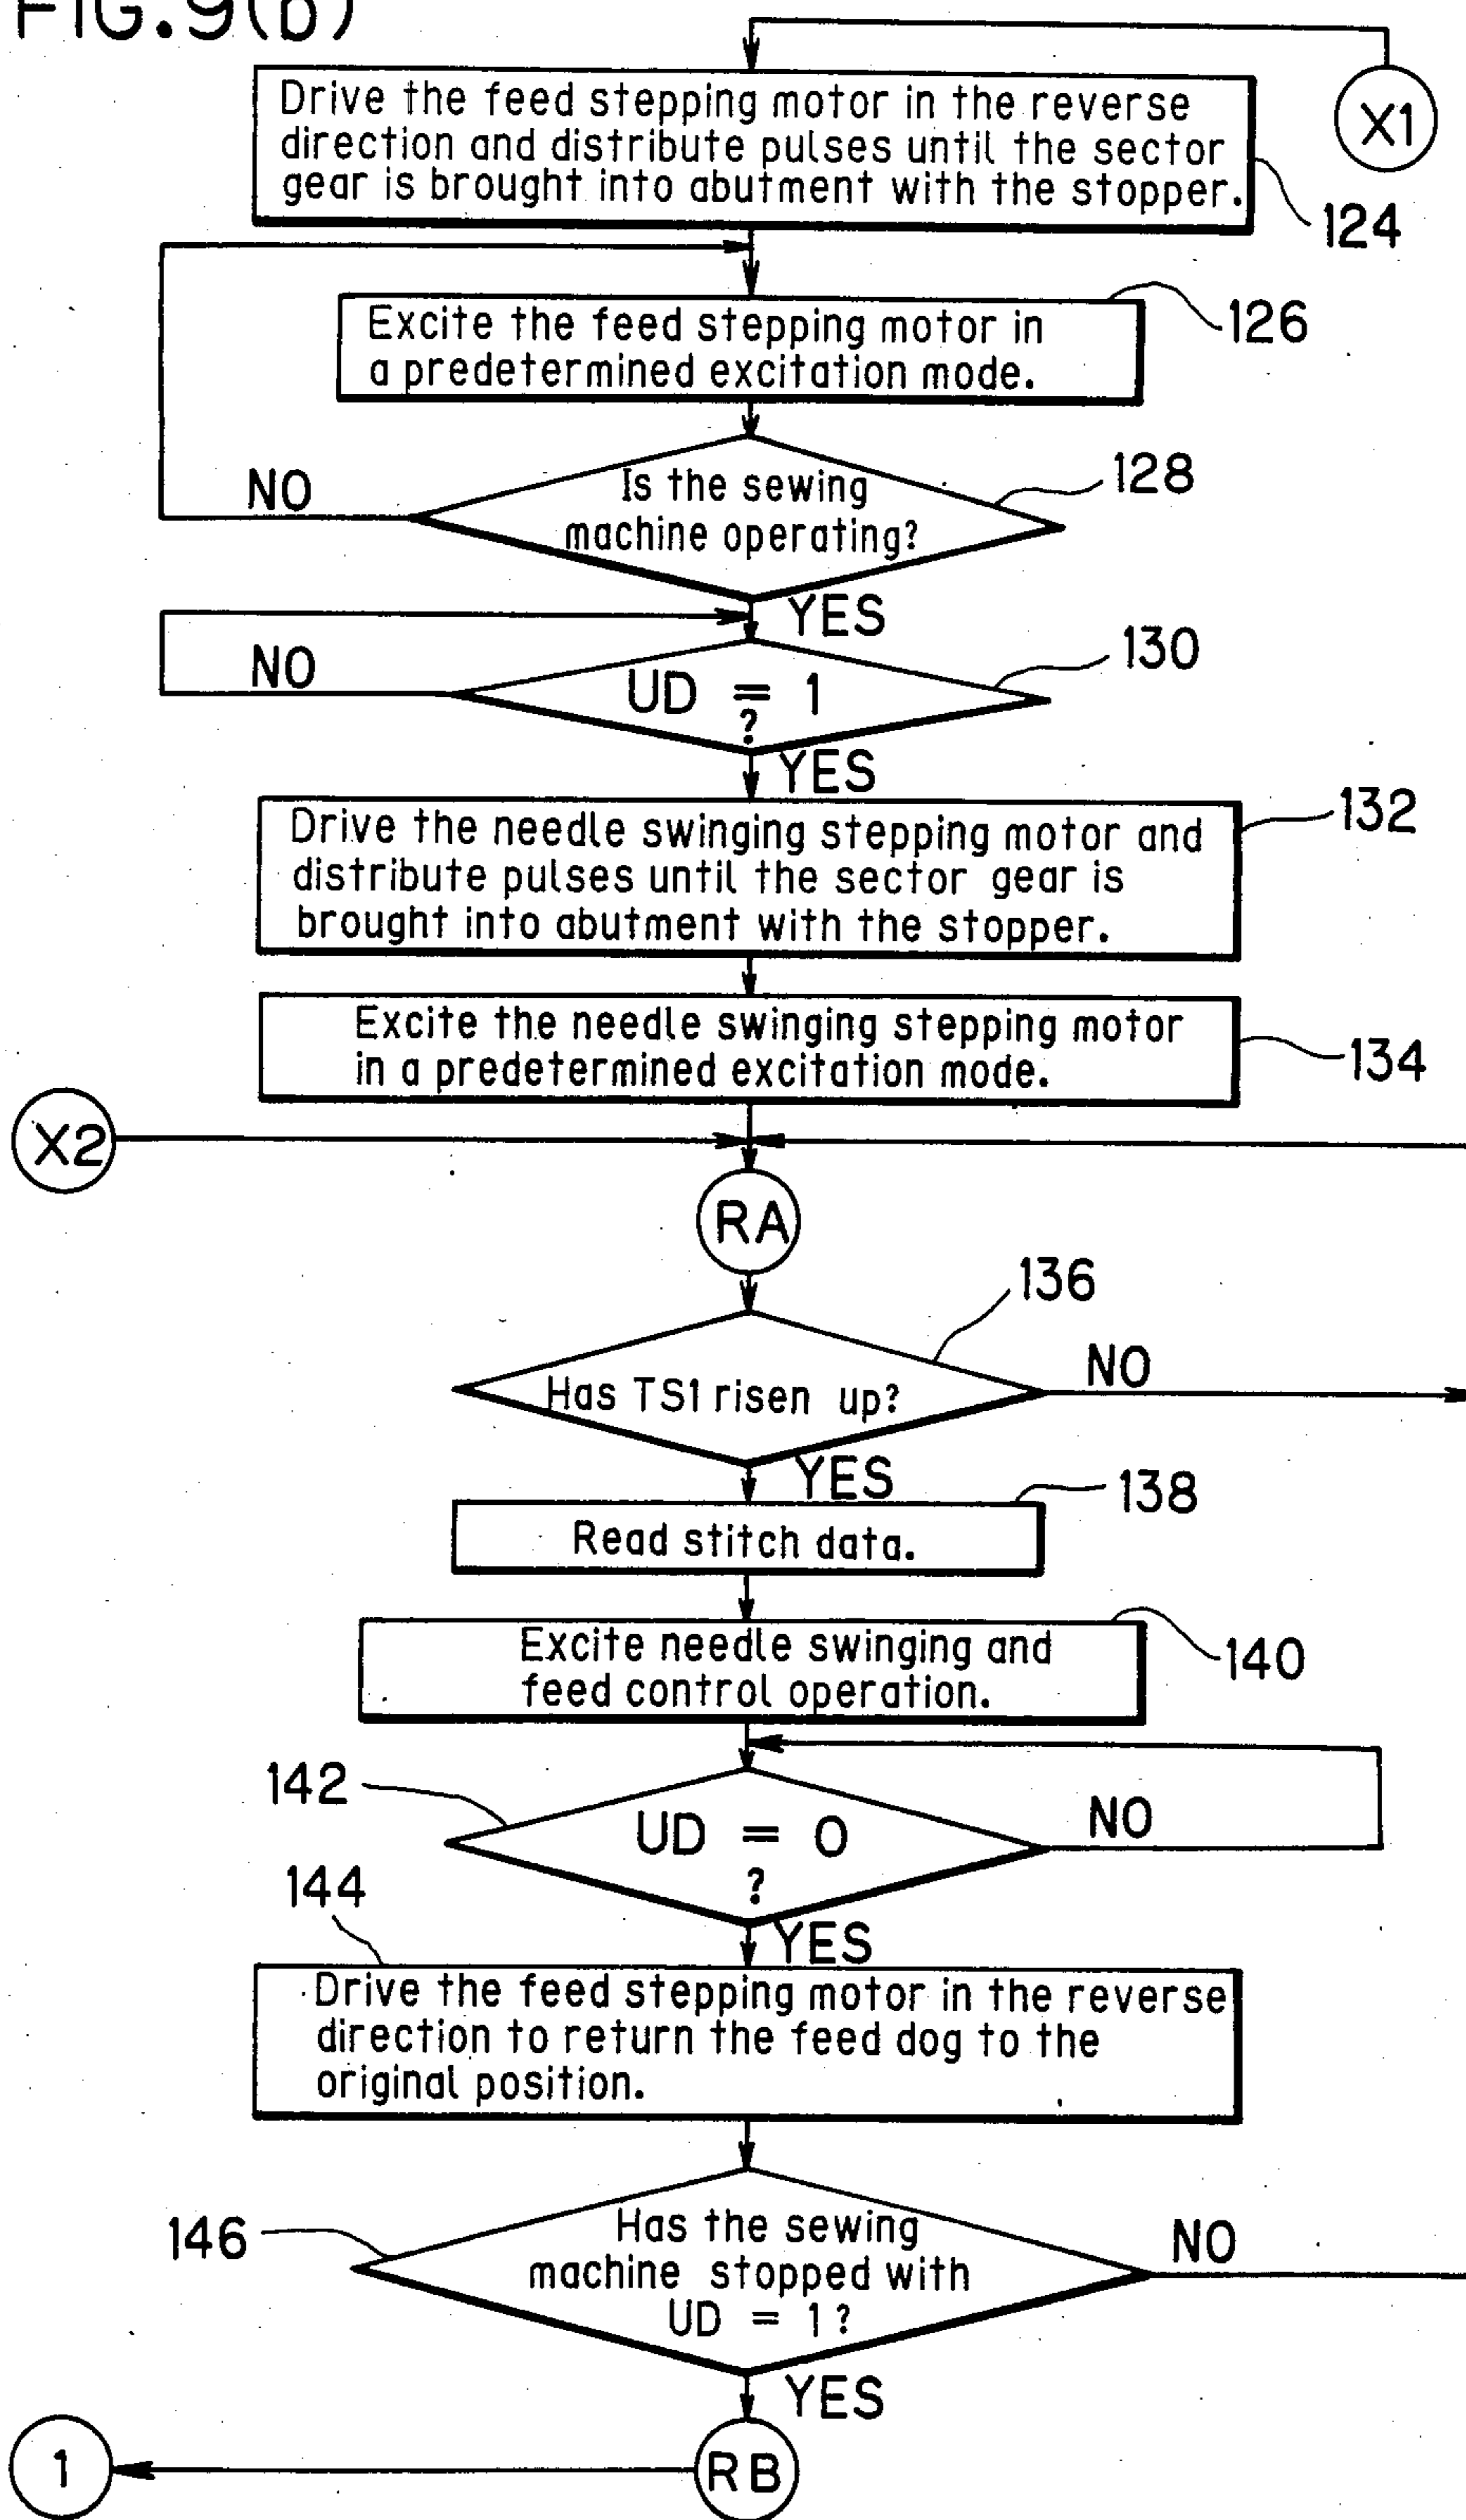 FIG.9(b)
X1
Drive the feed stepping motor in the reverse
direction and distribute pulses until the sector
gear is brought into abutment with the stopper.
124
Excite the feed stepping motor in
a predetermined excitation mode.
126
Is the sewing
machine operating?
128
NO
YES
UD = 1
?
130
NO
YES
Drive the needle swinging stepping motor and
distribute pulses until the sector gear is
brought into abutment with the stopper.
132
Excite the needle swinging stepping motor
in a predetermined excitation mode.
134
X2
RA
136
Has TS1 risen up?
NO
YES
138
Read stitch data.
Excite needle swinging and
feed control operation.
140
142
UD = 0
?
NO
YES
144
Drive the feed stepping motor in the reverse
direction to return the feed dog to the
original position.
146
Has the sewing
machine stopped with
UD = 1?
NO
YES
1
RB